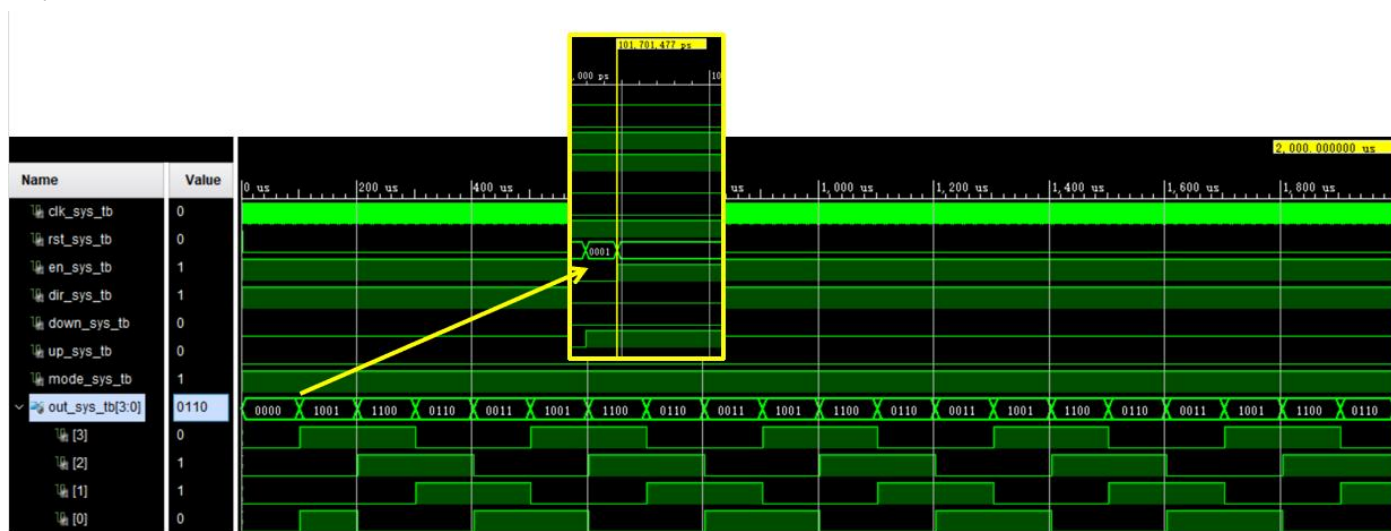 101,701,477 ps
,000 ps
10
0001
2,000.000000 us
Name Value
0 us 200 us 400 us us 1,000 us 1,200 us 1,400 us 1,600 us 1,800 us
clk_sys_tb 0
rst_sys_tb 0
en_sys_tb 1
dir_sys_tb 1
down_sys_tb 0
up_sys_tb 0
mode_sys_tb 1
out_sys_tb[3:0] 0110 0000 1001 1100 0110 0011 1001 1100 0110 0011 1001 1100 0110 0011 1001 1100 0110 0011 1001 1100 0110
[3] 0
[2] 1
[1] 1
[0] 0